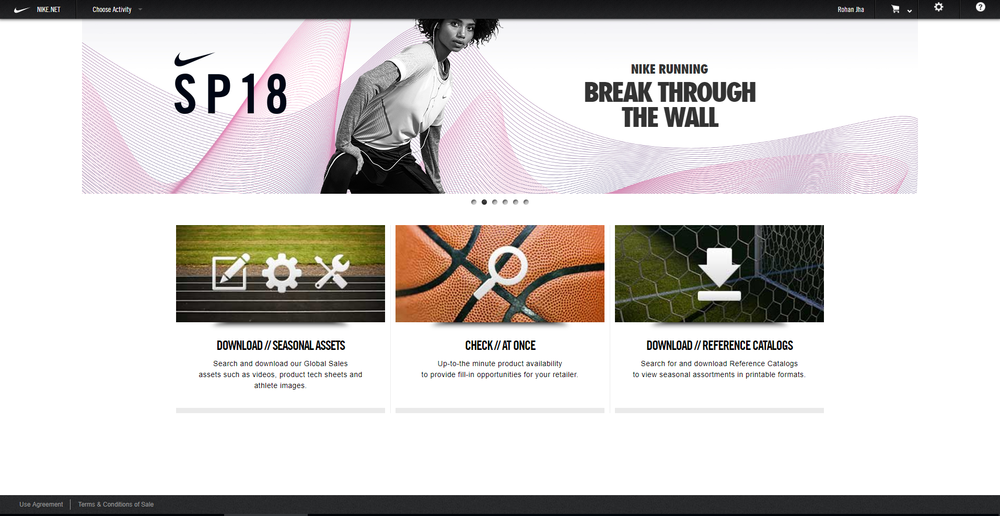 NIKE.NET
Choose Activity
Rohan Jha
?
SP18
NIKE RUNNING
BREAK THROUGH
THE WALL
DOWNLOAD // SEASONAL ASSETS
Search and download our Global Sales
assets such as videos, product tech sheets and
athlete images.
CHECK // AT ONCE
Up-to-the minute product availability
to provide fill-in opportunities for your retailer.
DOWNLOAD // REFERENCE CATALOGS
Search for and download Reference Catalogs
to view seasonal assortments in printable formats.
Use Agreement
Terms & Conditions of Sale